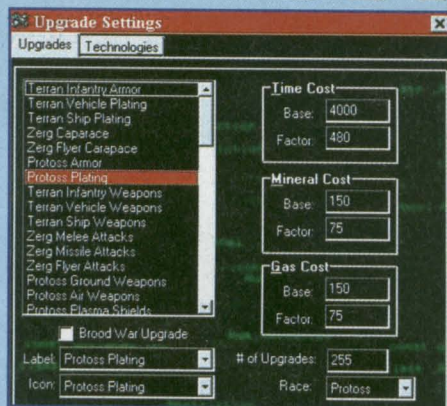 Upgrade Settings
Upgrades Technologies
Terran Infantry Armor
Terran Vehicle Plating
Terran Ship Plating
Zerg Caparace
Zerg Flyer Carapace
Protoss Armor
Protoss Plating
Terran Infantry Weapons
Terran Vehicle Weapons
Terran Ship Weapons
Zerg Melee Attacks
Zerg Missile Attacks
Zerg Flyer Attacks
Protoss Ground Weapons
Protoss Air Weapons
Protoss Plasma Shields
Brood War Upgrade
Label: Protoss Plating
Icon: Protoss Plating
Time Cost
Base: 4000
Factor: 480
Mineral Cost
Base: 150
Factor: 75
Gas Cost
Base: 150
Factor: 75
# of Upgrades: 255
Race: Protoss